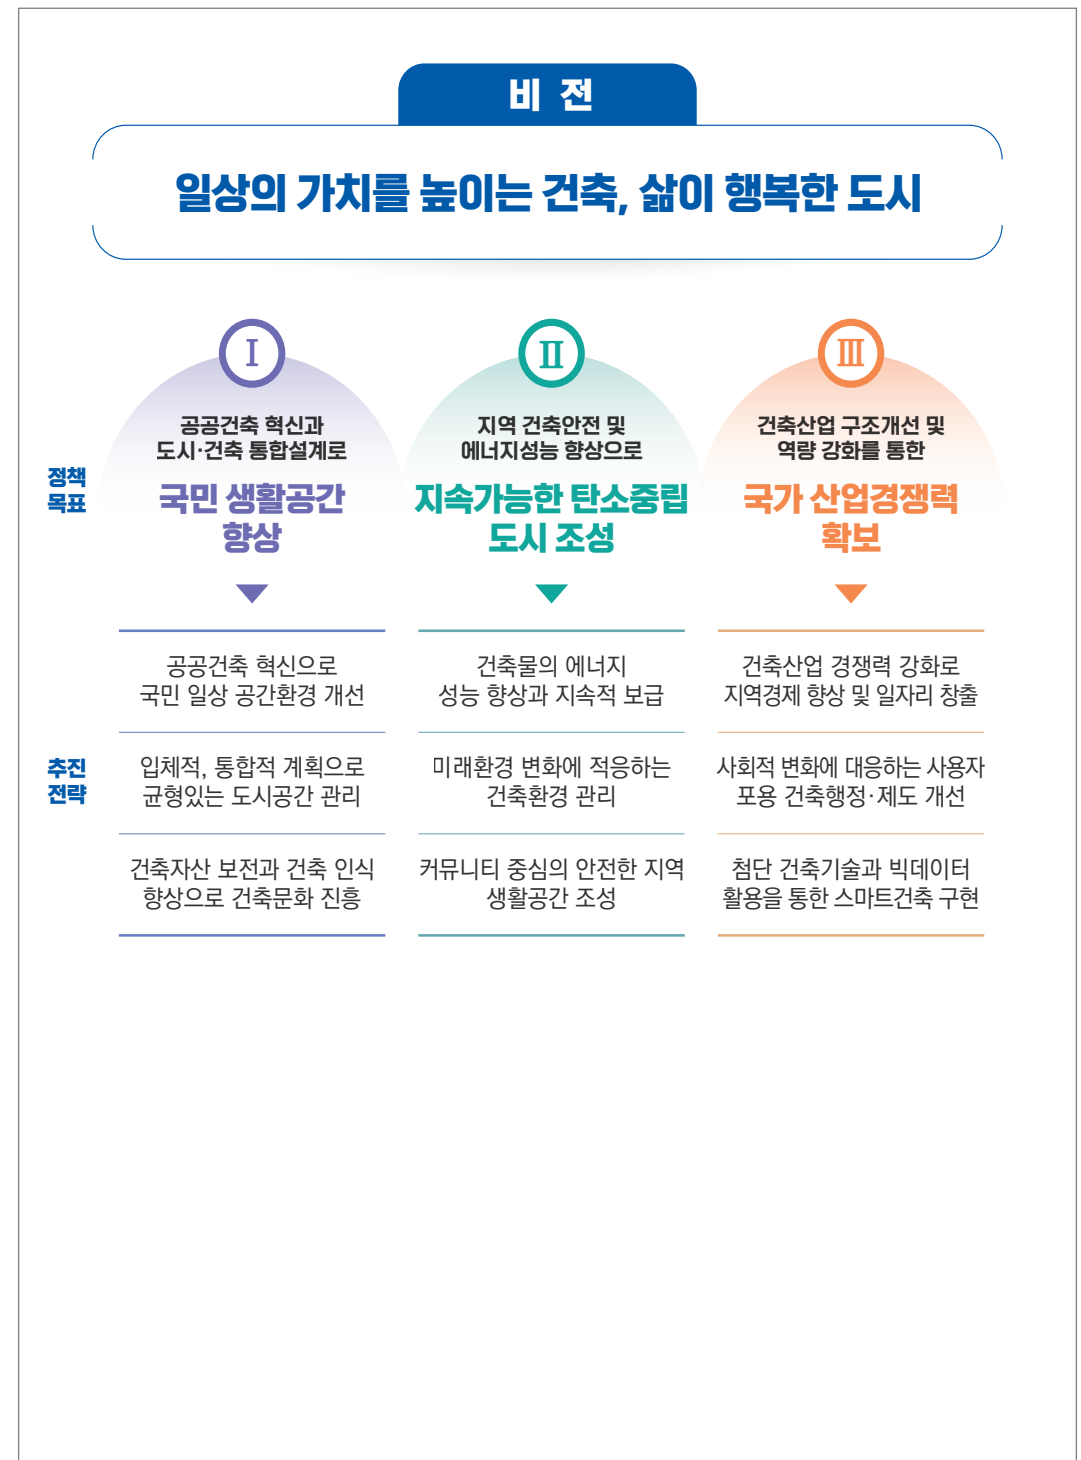 비 전
일상의 가치를 높이는 건축, 삶이 행복한 도시
정책
목표
Ⅰ
공공건축 혁신과
도시·건축 통합설계로
국민 생활공간
향상
Ⅱ
지역 건축안전 및
에너지성능 향상으로
지속가능한 탄소중립
도시 조성
Ⅲ
건축산업 구조개선 및
역량 강화를 통한
국가 산업경쟁력
확보
추진
전략
공공건축 혁신으로
국민 일상 공간환경 개선
입체적, 통합적 계획으로
균형있는 도시공간 관리
건축자산 보전과 건축 인식
향상으로 건축문화 진흥
건축물의 에너지
성능 향상과 지속적 보급
미래환경 변화에 적응하는
건축환경 관리
커뮤니티 중심의 안전한 지역
생활공간 조성
건축산업 경쟁력 강화로
지역경제 향상 및 일자리 창출
사회적 변화에 대응하는 사용자
포용 건축행정·제도 개선
첨단 건축기술과 빅데이터
활용을 통한 스마트건축 구현